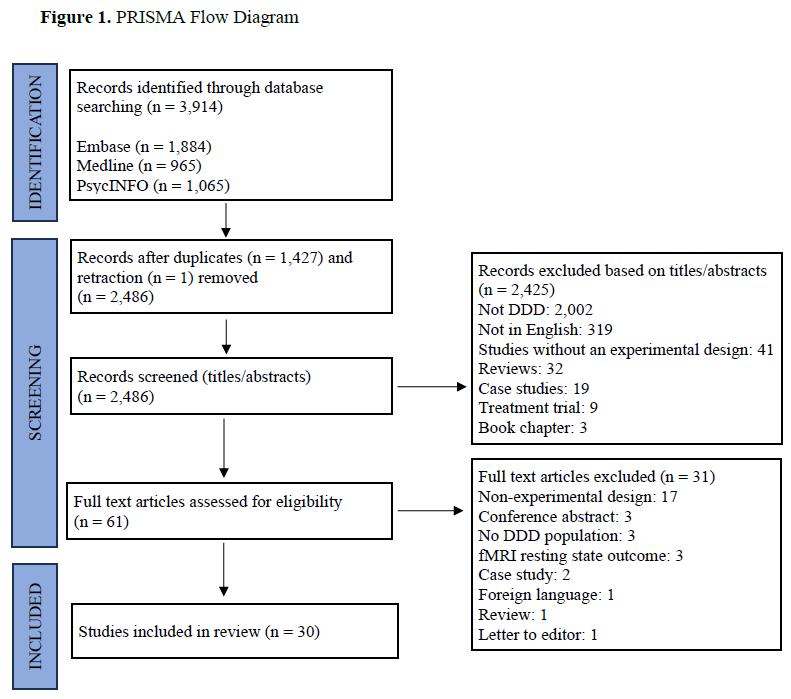 Figure 1. PRISMA Flow Diagram
IDENTIFICATION
Records identified through database
searching (n = 3,914)
Embase (n = 1,884)
Medline (n = 965)
PsycINFO (n = 1,065)
SCREENING
Records after duplicates (n = 1,427) and
retraction (n = 1) removed
(n = 2,486)
Records screened (titles/abstracts)
(n = 2,486)
Records excluded based on titles/abstracts
(n = 2,425)
Not DDD: 2,002
Not in English: 319
Studies without an experimental design: 41
Reviews: 32
Case studies: 19
Treatment trial: 9
Book chapter: 3
Full text articles assessed for eligibility
(n = 61)
Full text articles excluded (n = 31)
Non-experimental design: 17
Conference abstract: 3
No DDD population: 3
fMRI resting state outcome: 3
Case study: 2
Foreign language: 1
Review: 1
Letter to editor: 1
INCLUDED
Studies included in review (n = 30)